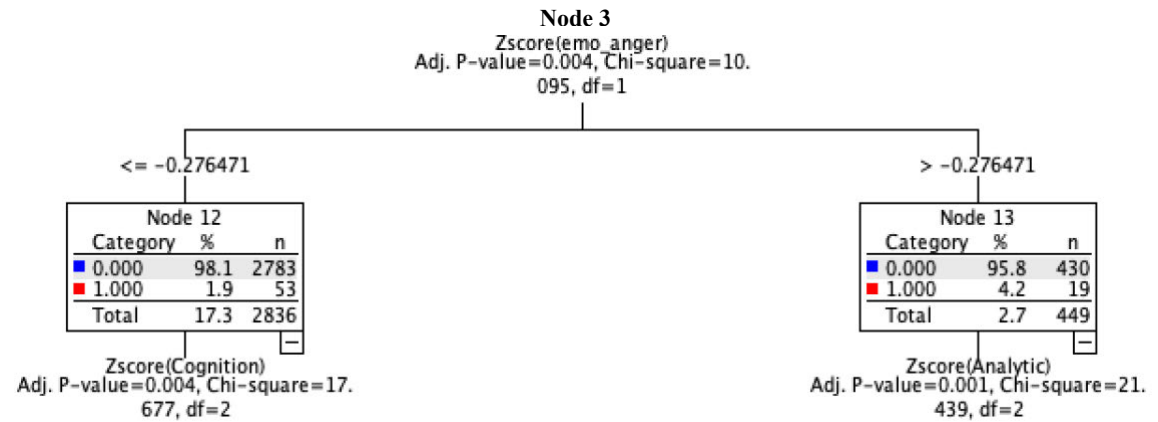 Node 3
Zscore(emo_anger)
Adj. P-value=0.004, Chi-square=10.
095, df=1
<= -0.276471
> -0.276471
Node 12
Category % n
0.000 98.1 2783
1.000 1.9 53
Total 17.3 2836
Zscore(Cognition)
Adj. P-value=0.004, Chi-square=17.
677, df=2
Node 13
Category % n
0.000 95.8 430
1.000 4.2 19
Total 2.7 449
Zscore(Analytic)
Adj. P-value=0.001, Chi-square=21.
439, df=2